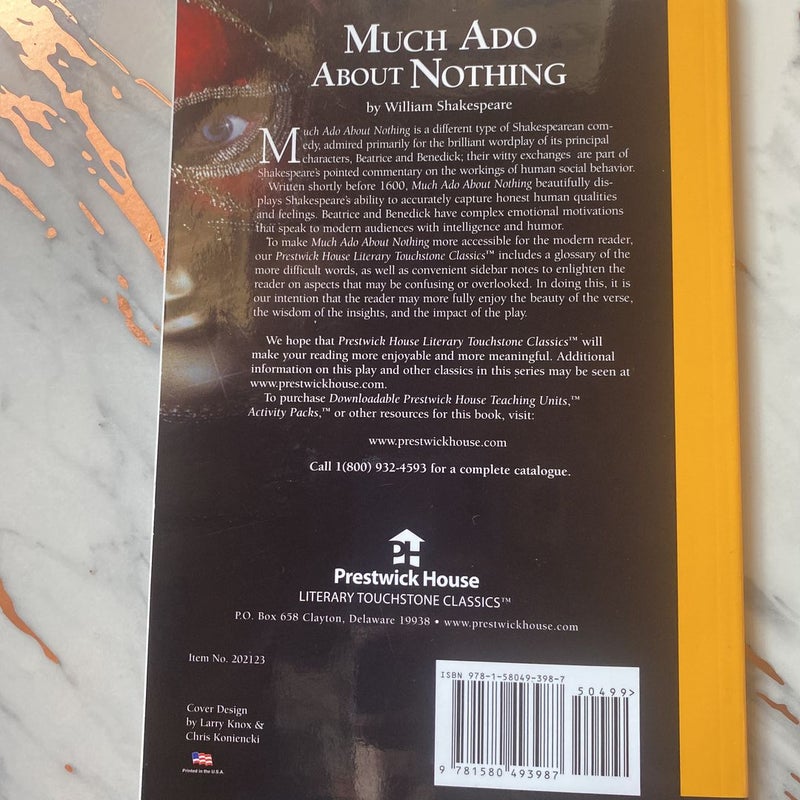 MUCH ADO
ABOUT NOTHING
by William Shakespeare
Much Ado About Nothing is a different type of Shakespearean com-
edy, admired primarily for the brilliant wordplay of its principal
characters, Beatrice and Benedick; their witty exchanges are part of
Shakespeare's pointed commentary on the workings of human social behavior.
Written shortly before 1600, Much Ado About Nothing beautifully dis-
plays Shakespeare's ability to accurately capture honest human qualities
and feelings. Beatrice and Benedick have complex emotional motivations
that speak to modern audiences with intelligence and humor.
To make Much Ado About Nothing more accessible for the modern reader,
our Prestwick House Literary Touchstone Classics™ includes a glossary of the
more difficult words, as well as convenient sidebar notes to enlighten the
reader on aspects that may be confusing or overlooked. In doing this, it is
our intention that the reader may more fully enjoy the beauty of the verse,
the wisdom of the insights, and the impact of the play.
We hope that Prestwick House Literary Touchstone Classics™ will
make your reading more enjoyable and more meaningful. Additional
information on this play and other classics in this series may be seen at
www.prestwickhouse.com.
To purchase Downloadable Prestwick House Teaching Units,™
Activity Packs,™ or other resources for this book, visit:
www.prestwickhouse.com
Call 1(800) 932-4593 for a complete catalogue.
PH
Prestwick House
LITERARY TOUCHSTONE CLASSICS™
P.O. Box 658 Clayton, Delaware 19938 • www.prestwickhouse.com
Item No. 202123
Cover Design
by Larry Knox &
Chris Koniencki
Printed in the U.S.A.
ISBN 978-1-58049-398-7
50499>
9 781580 493987